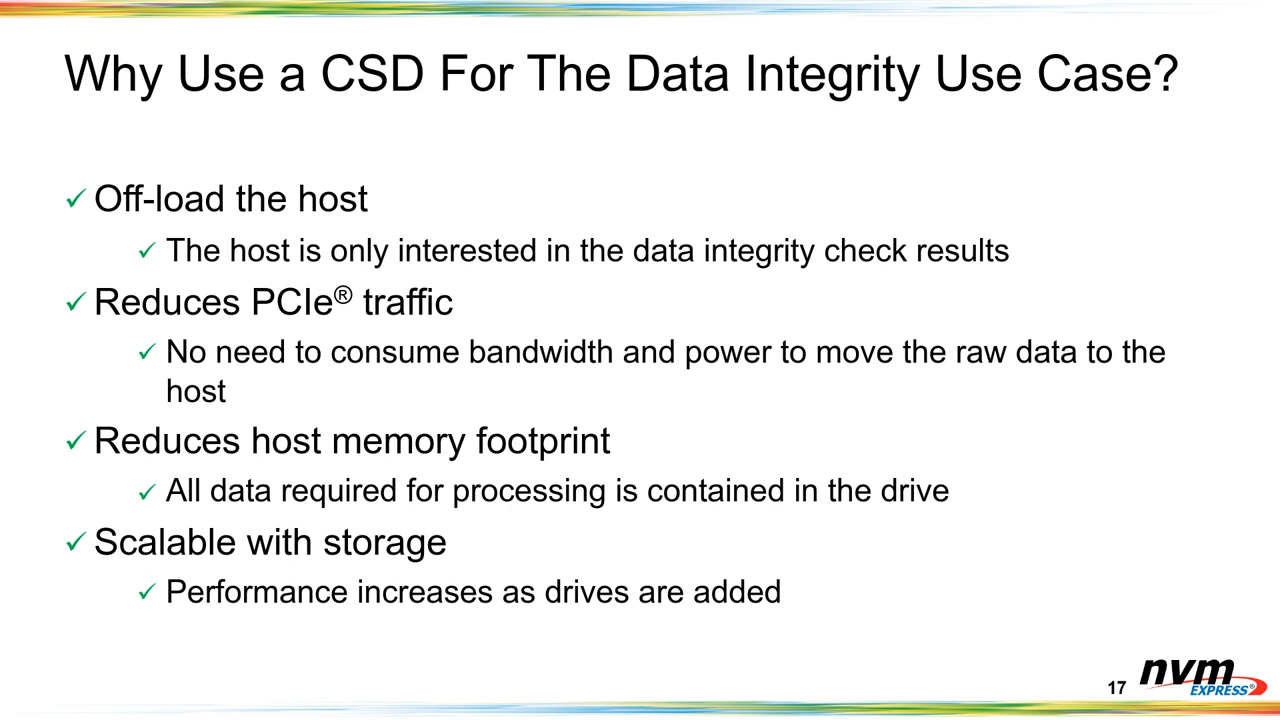 Why Use a CSD For The Data Integrity Use Case?
✓ Off-load the host
✓ The host is only interested in the data integrity check results
✓ Reduces PCIe® traffic
✓ No need to consume bandwidth and power to move the raw data to the
host
✓ Reduces host memory footprint
✓ All data required for processing is contained in the drive
✓ Scalable with storage
✓ Performance increases as drives are added
17
nvm
EXPRESS®